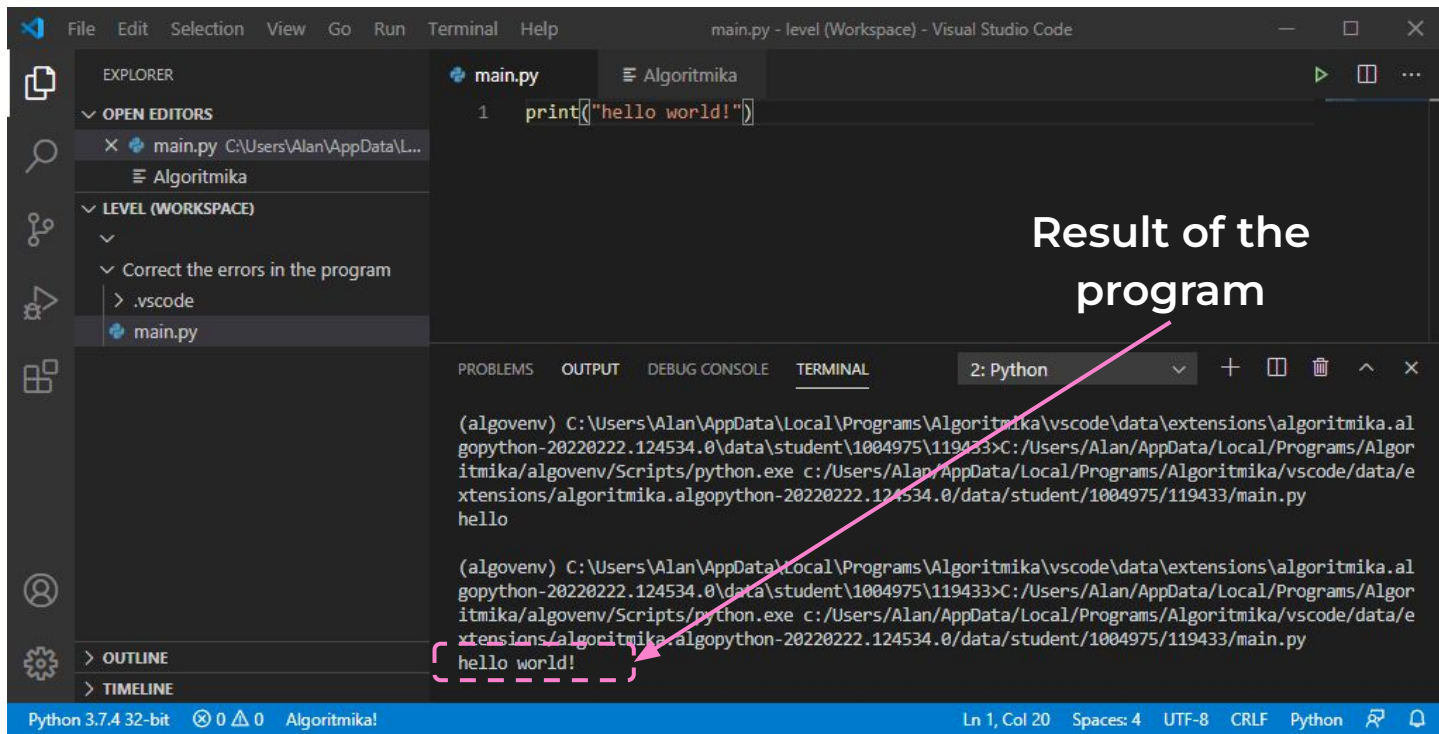 File Edit Selection View Go Run Terminal Help main.py - level (Workspace) - Visual Studio Code
EXPLORER
OPEN EDITORS
main.py C:\Users\Alan\AppData\L...
Algoritmika
LEVEL (WORKSPACE)
Correct the errors in the program
.vscode
main.py
OUTLINE
TIMELINE
main.py Algoritmika
1 print("hello world!")
Result of the
program
PROBLEMS OUTPUT DEBUG CONSOLE TERMINAL 2: Python
(algovenv) C:\Users\Alan\AppData\Local\Programs\Algoritmika\vscode\data\extensions\algoritmika.al
gopython-20220222.124534.0\data\student\1004975\119433>C:/Users/Alan/AppData/Local/Programs/Algor
itmika/algovenv/Scripts/python.exe c:/Users/Alan/AppData/Local/Programs/Algoritmika/vscode/data/e
xtensions/algoritmika.algopython-20220222.124534.0/data/student/1004975/119433/main.py
hello
(algovenv) C:\Users\Alan\AppData\Local\Programs\Algoritmika\vscode\data\extensions\algoritmika.al
gopython-20220222.124534.0\data\student\1004975\119433>C:/Users/Alan/AppData/Local/Programs/Algor
itmika/algovenv/Scripts/python.exe c:/Users/Alan/AppData/Local/Programs/Algoritmika/vscode/data/e
xtensions/algoritmika.algopython-20220222.124534.0/data/student/1004975/119433/main.py
hello world!
Python 3.7.4 32-bit 0 0 Algoritmika! Ln 1, Col 20 Spaces: 4 UTF-8 CRLF Python